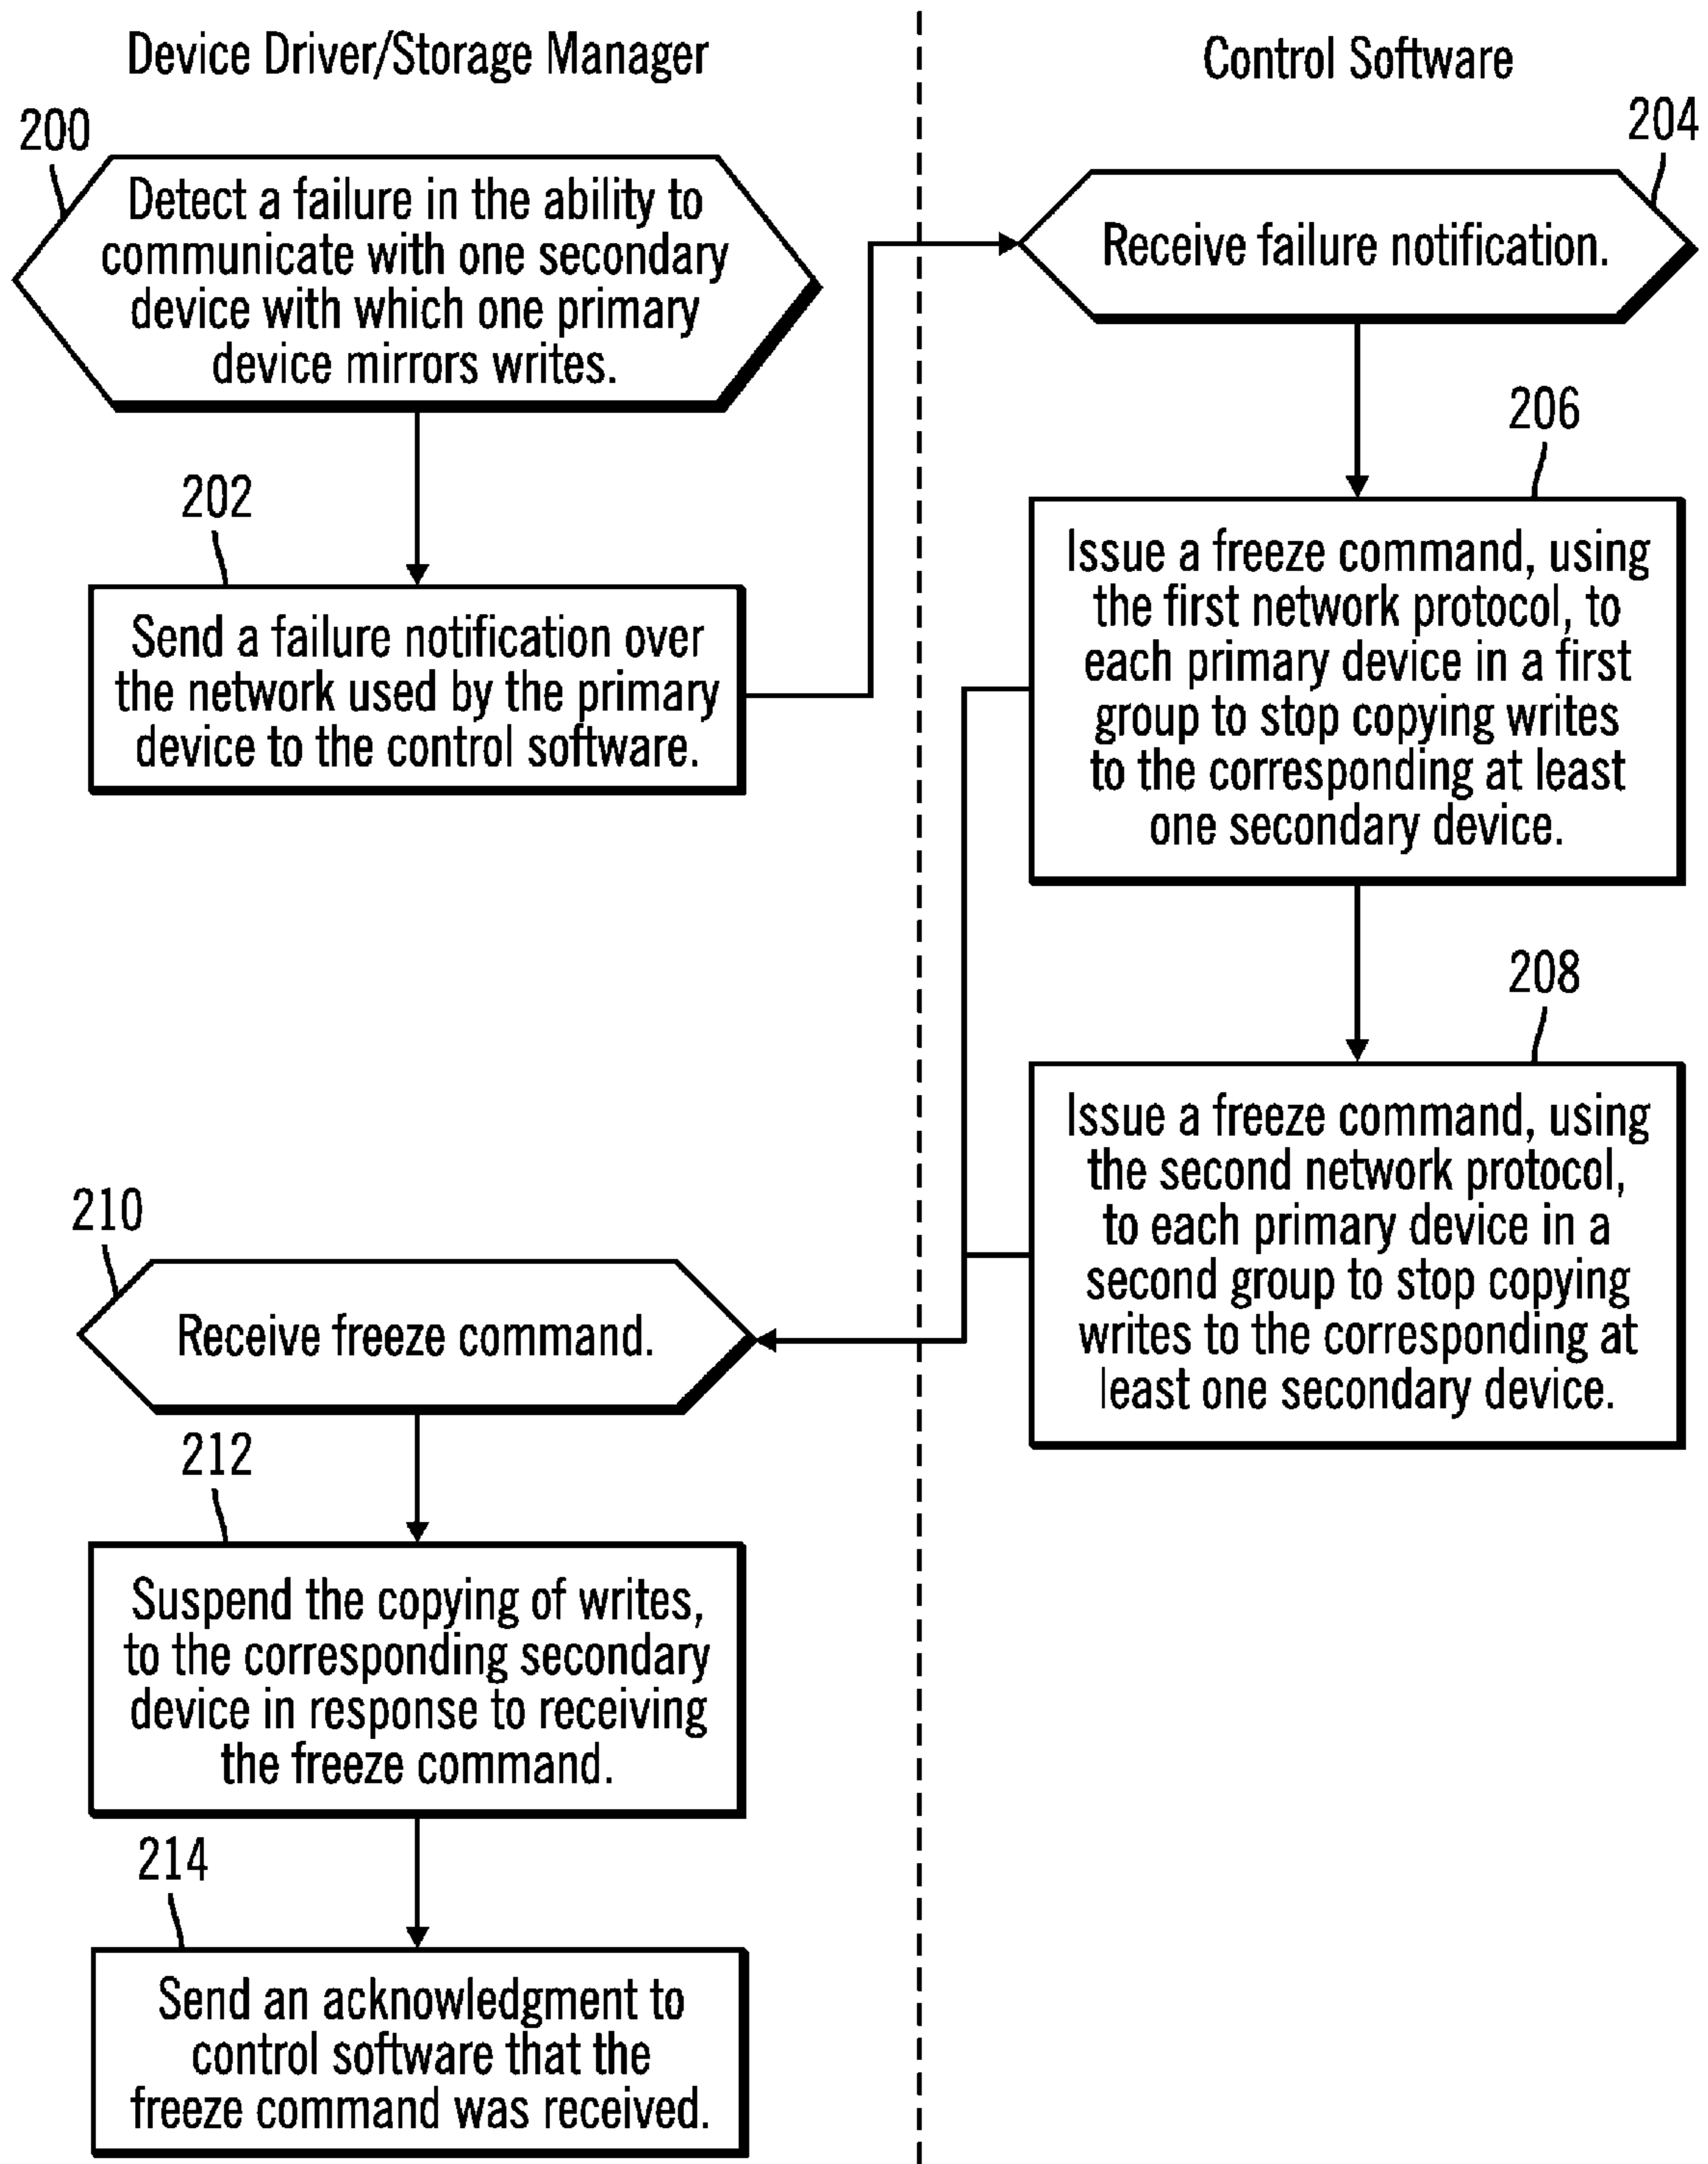 Device Driver/Storage Manager
Control Software
200
Detect a failure in the ability to
communicate with one secondary
device with which one primary
device mirrors writes.
202
Send a failure notification over
the network used by the primary
device to the control software.
204
Receive failure notification.
206
Issue a freeze command, using
the first network protocol, to
each primary device in a first
group to stop copying writes
to the corresponding at least
one secondary device.
208
Issue a freeze command, using
the second network protocol,
to each primary device in a
second group to stop copying
writes to the corresponding at
least one secondary device.
210
Receive freeze command.
212
Suspend the copying of writes,
to the corresponding secondary
device in response to receiving
the freeze command.
214
Send an acknowledgment to
control software that the
freeze command was received.